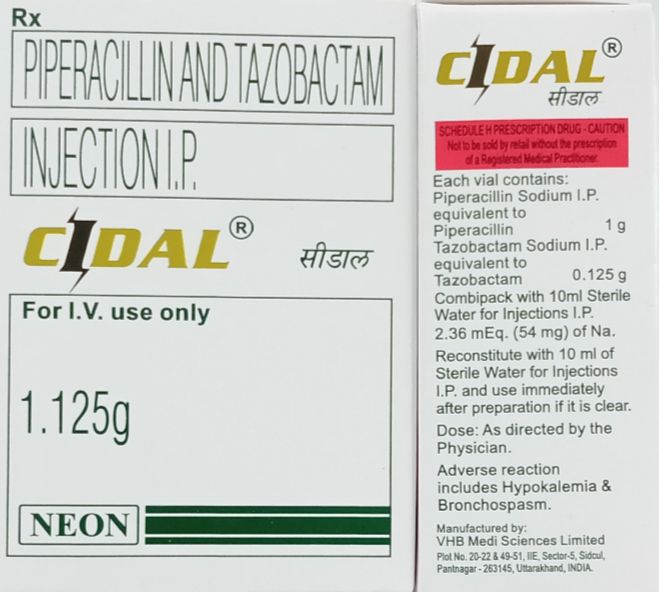 Rx
PIPERACILLIN AND TAZOBACTAM
INJECTION I.P.
CIDAL®
सीडाल
For I.V. use only
1.125g
NEON
CIDAL®
सीडाल
SCHEDULE H PRESCRIPTION DRUG - CAUTION
Not to be sold by retail without the prescription
of a Registered Medical Practitioner.
Each vial contains:
Piperacillin Sodium I.P.
equivalent to
Piperacillin 1 g
Tazobactam Sodium I.P.
equivalent to
Tazobactam 0.125 g
Combipack with 10ml Sterile
Water for Injections I.P.
2.36 mEq. (54 mg) of Na.
Reconstitute with 10 ml of
Sterile Water for Injections
I.P. and use immediately
after preparation if it is clear.
Dose: As directed by the
Physician.
Adverse reaction
includes Hypokalemia &
Bronchospasm.
Manufactured by:
VHB Medi Sciences Limited
Plot No. 20-22 & 49-51, IIE, Sector-5, Sidcul,
Pantnagar - 263145, Uttarakhand, INDIA.